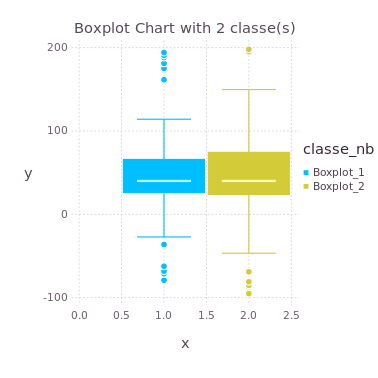 Boxplot Chart with 2 classe(s)
200
100
0
-100
y
0.0 0.5 1.0 1.5 2.0 2.5
x
classe_nb
Boxplot_1
Boxplot_2